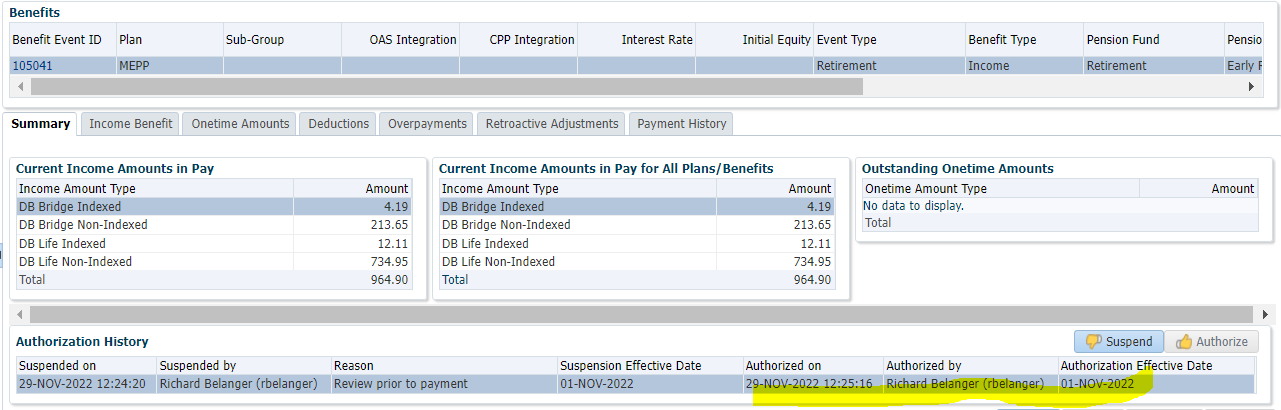 Benefits
Benefit Event ID Plan Sub-Group OAS Integration CPP Integration Interest Rate Initial Equity Event Type Benefit Type Pension Fund Pensio
105041 MEPP Retirement Income Retirement Early F
Summary Income Benefit Onetime Amounts Deductions Overpayments Retroactive Adjustments Payment History
Current Income Amounts in Pay
Income Amount Type Amount
DB Bridge Indexed 4.19
DB Bridge Non-Indexed 213.65
DB Life Indexed 12.11
DB Life Non-Indexed 734.95
Total 964.90
Current Income Amounts in Pay for All Plans/Benefits
Income Amount Type Amount
DB Bridge Indexed 4.19
DB Bridge Non-Indexed 213.65
DB Life Indexed 12.11
DB Life Non-Indexed 734.95
Total 964.90
Outstanding Onetime Amounts
Onetime Amount Type Amount
No data to display.
Total
Authorization History Suspend Authorize
Suspended on Suspended by Reason Suspension Effective Date Authorized on Authorized by Authorization Effective Date
29-NOV-2022 12:24:20 Richard Belanger (rbelanger) Review prior to payment 01-NOV-2022 29-NOV-2022 12:25:16 Richard Belanger (rbelanger) 01-NOV-2022